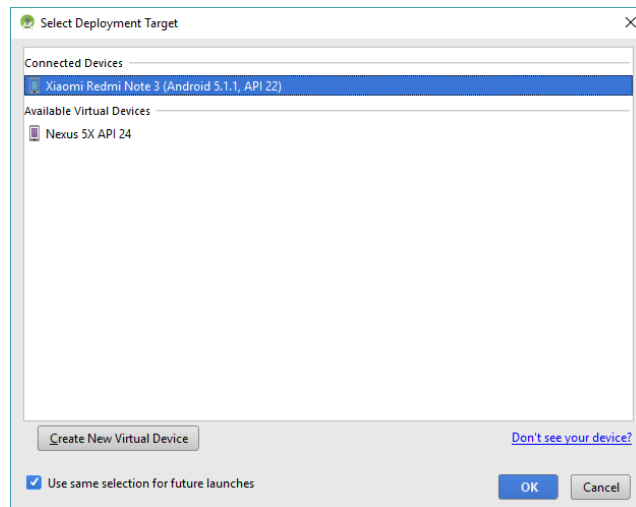 Select Deployment Target
Connected Devices
Xiaomi Redmi Note 3 (Android 5.1.1, API 22)
Available Virtual Devices
Nexus 5X API 24
Create New Virtual Device
Don't see your device?
Use same selection for future launches
OK
Cancel